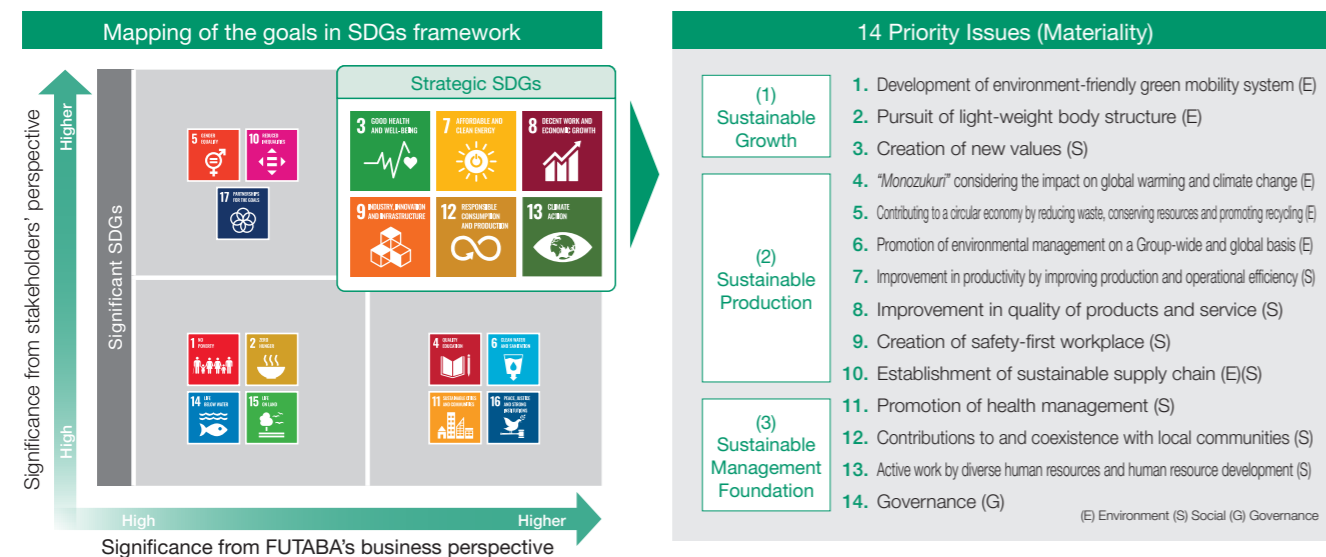 Mapping of the goals in SDGs framework
Significance from stakeholders' perspective
Higher
High
Significant SDGs
5 GENDER
EQUALITY
10 REDUCED
INEQUALITIES
17 PARTNERSHIPS
FOR THE GOALS
Strategic SDGs
3 GOOD HEALTH
AND WELL-BEING
7 AFFORDABLE AND
CLEAN ENERGY
8 DECENT WORK AND
ECONOMIC GROWTH
9 INDUSTRY, INNOVATION
AND INFRASTRUCTURE
12 RESPONSIBLE
CONSUMPTION
AND PRODUCTION
13 CLIMATE
ACTION
1 NO
POVERTY
2 ZERO
HUNGER
14 LIFE
BELOW WATER
15 LIFE
ON LAND
4 QUALITY
EDUCATION
6 CLEAN WATER
AND SANITATION
11 SUSTAINABLE CITIES
AND COMMUNITIES
16 PEACE, JUSTICE
AND STRONG
INSTITUTIONS
High
Higher
Significance from FUTABA's business perspective
14 Priority Issues (Materiality)
(1)
Sustainable
Growth
1. Development of environment-friendly green mobility system (E)
2. Pursuit of light-weight body structure (E)
3. Creation of new values (S)
(2)
Sustainable
Production
4. "Monozukuri" considering the impact on global warming and climate change (E)
5. Contributing to a circular economy by reducing waste, conserving resources and promoting recycling (E)
6. Promotion of environmental management on a Group-wide and global basis (E)
7. Improvement in productivity by improving production and operational efficiency (S)
8. Improvement in quality of products and service (S)
9. Creation of safety-first workplace (S)
10. Establishment of sustainable supply chain (E)(S)
(3)
Sustainable
Management
Foundation
11. Promotion of health management (S)
12. Contributions to and coexistence with local communities (S)
13. Active work by diverse human resources and human resource development (S)
14. Governance (G)
(E) Environment (S) Social (G) Governance